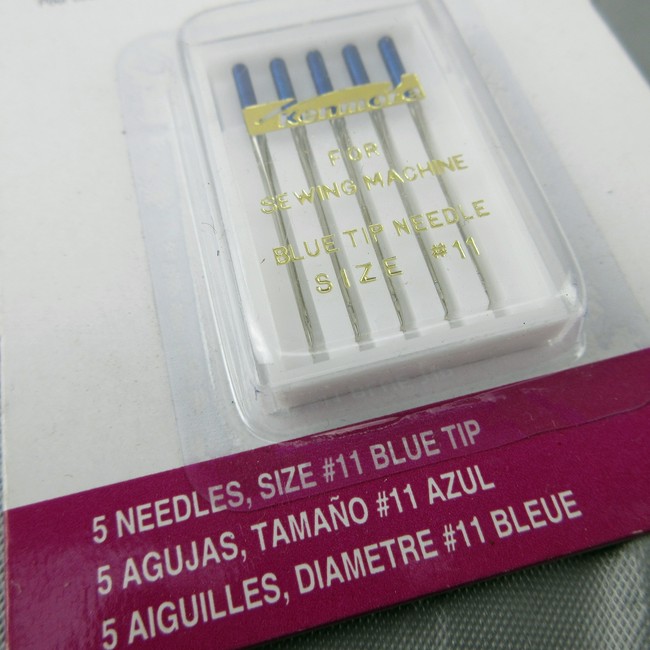 Kenmore
FOR
SEWING MACHINE
BLUE TIP NEEDLE
SIZE #11
5 NEEDLES, SIZE #11 BLUE TIP
5 AGUJAS, TAMAÑO #11 AZUL
5 AIGUILLES, DIAMETRE #11 BLEUE